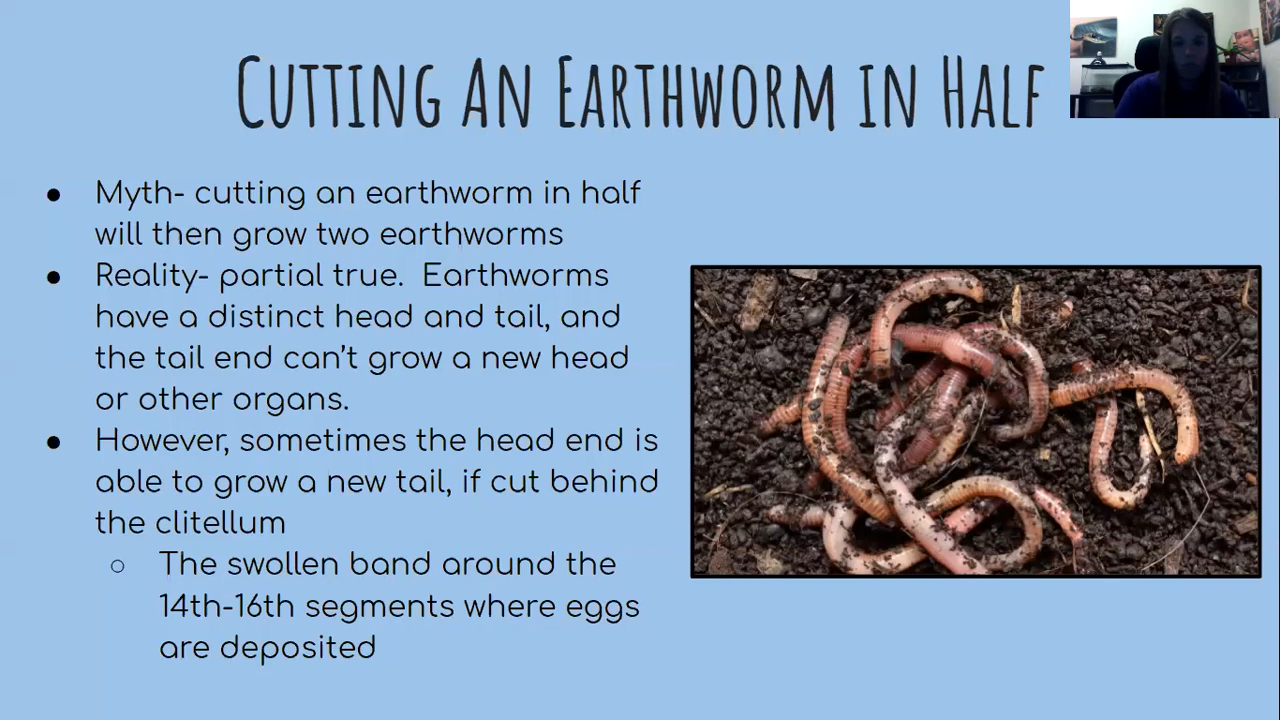 Cutting An Earthworm in Half
● Myth- cutting an earthworm in half
will then grow two earthworms
● Reality- partial true.  Earthworms
have a distinct head and tail, and
the tail end can't grow a new head
or other organs.
● However, sometimes the head end is
able to grow a new tail, if cut behind
the clitellum
○ The swollen band around the
14th-16th segments where eggs
are deposited